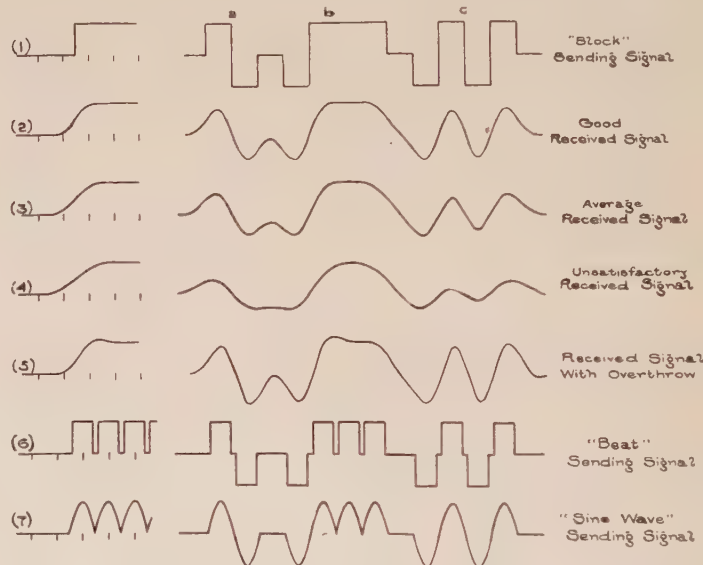 a b c
(1) "Block"
Sending Signal
(2) Good
Received Signal
(3) Average
Received Signal
(4) Unsatisfactory
Received Signal
(5) Received Signal
With Overthrow
(6) "Beat"
Sending Signal
(7) "Sine Wave"
Sending Signal